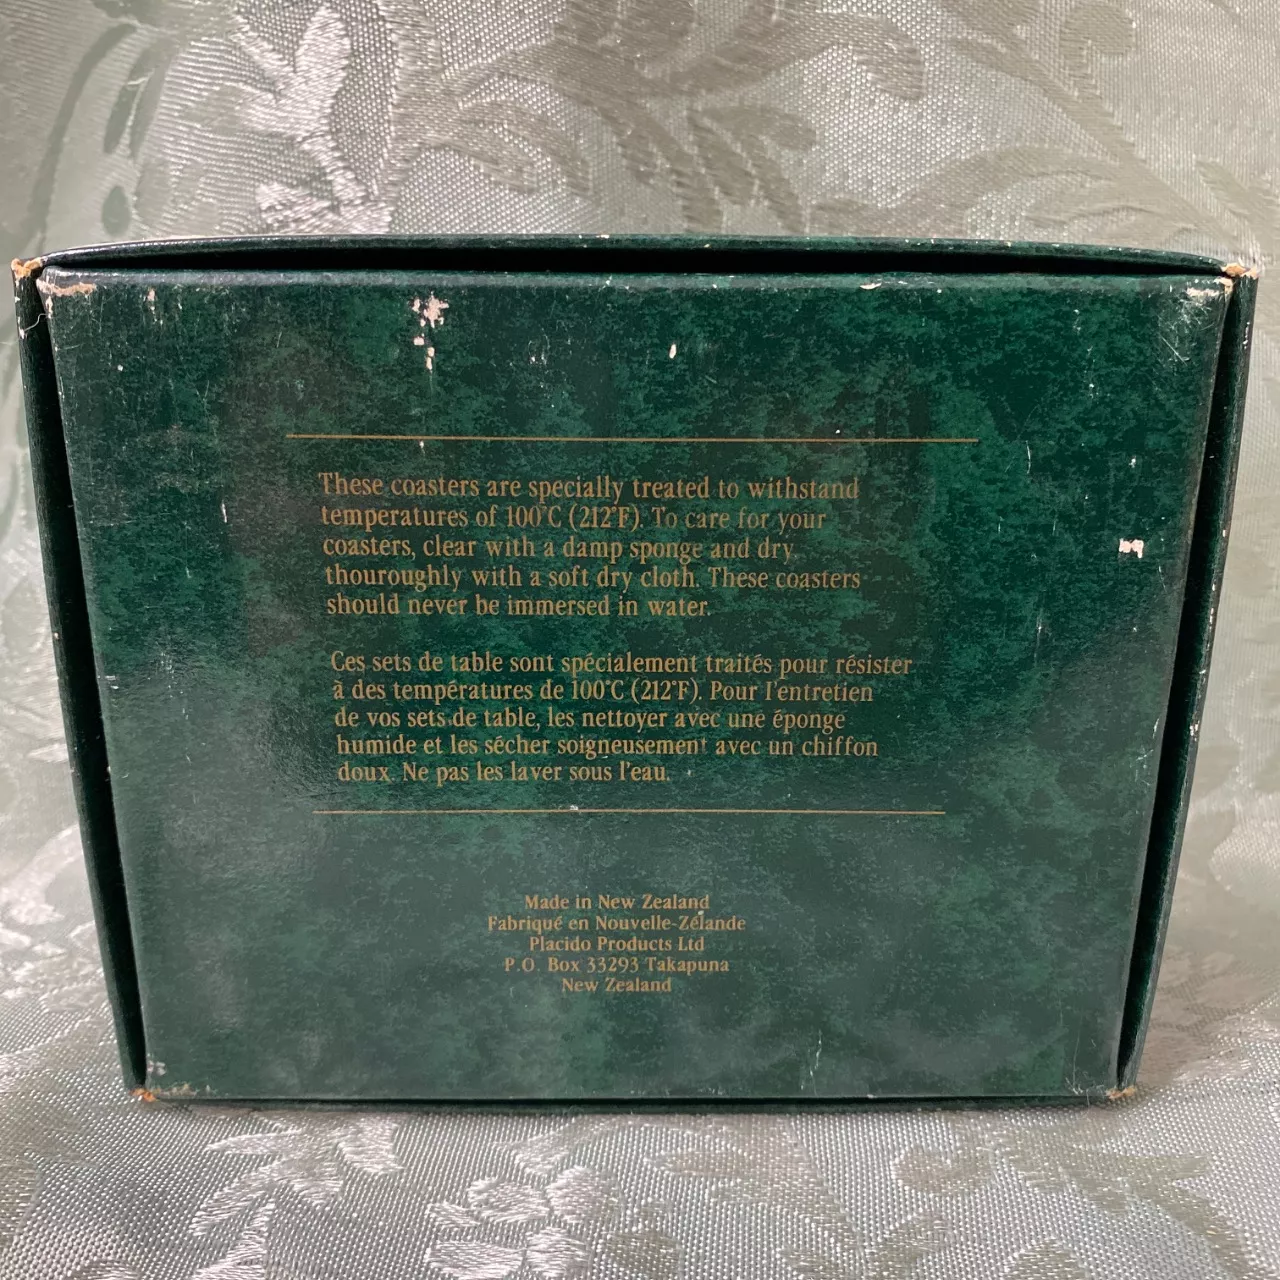 These coasters are specially treated to withstand
temperatures of 100°C (212°F). To care for your
coasters, clear with a damp sponge and dry
thouroughly with a soft dry cloth. These coasters
should never be immersed in water.
Ces sets de table sont spécialement traités pour résister
à des températures de 100°C (212°F). Pour l'entretien
de vos sets de table, les nettoyer avec une éponge
humide et les sécher soigneusement avec un chiffon
doux. Ne pas les laver sous l'eau.
Made in New Zealand
Fabriqué en Nouvelle-Zélande
Placido Products Ltd
P.O. Box 33293 Takapuna
New Zealand